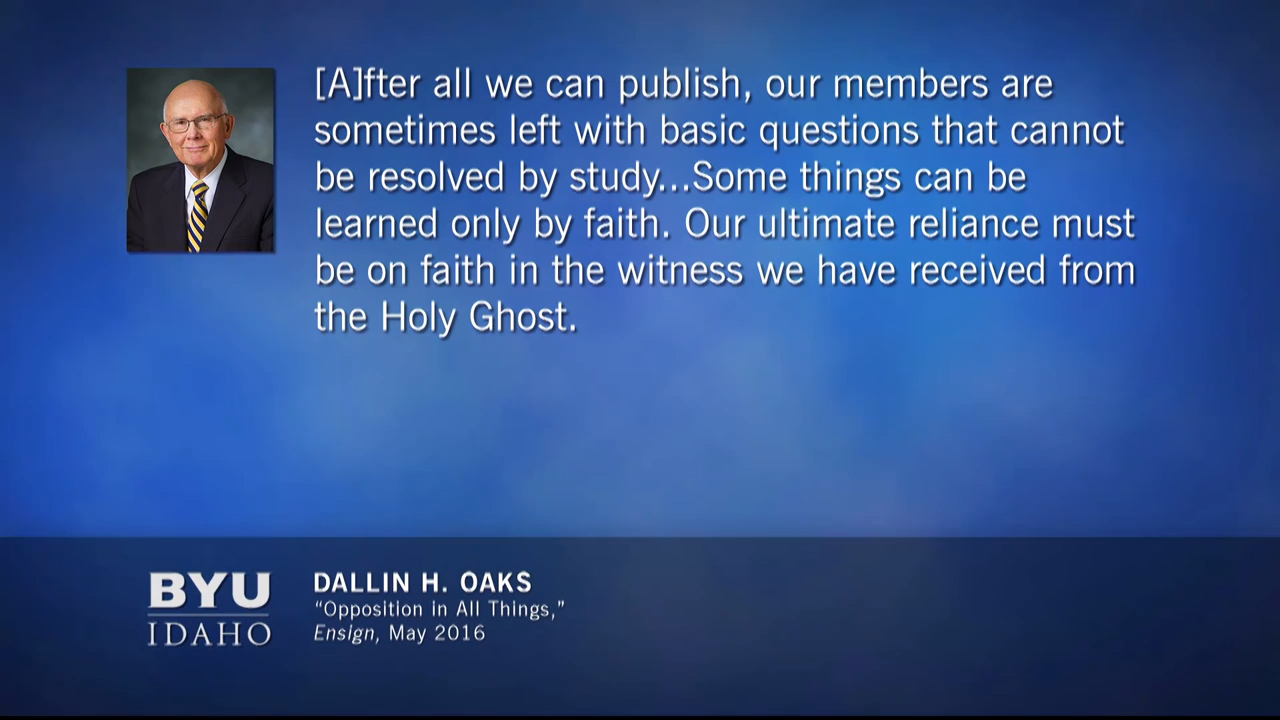 [A]fter all we can publish, our members are
sometimes left with basic questions that cannot
be resolved by study...Some things can be
learned only by faith. Our ultimate reliance must
be on faith in the witness we have received from
the Holy Ghost.
BYU
IDAHO
DALLIN H. OAKS
“Opposition in All Things,”
Ensign, May 2016